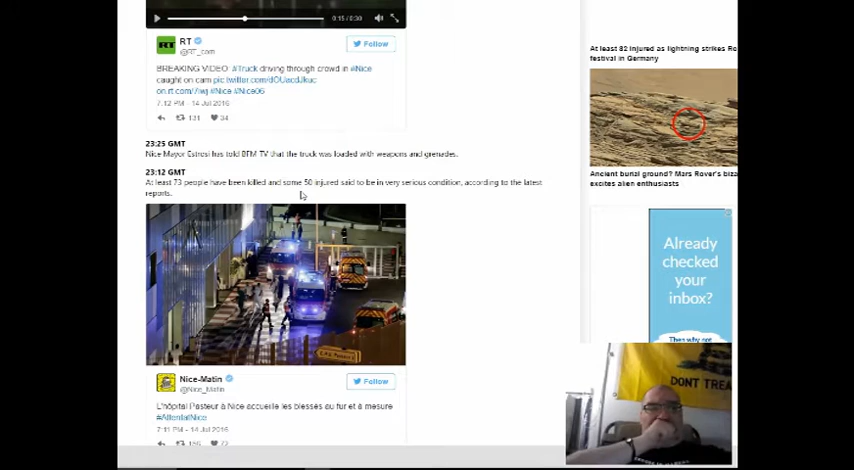 0:15 / 0:30
RT
@RT_com
Follow
BREAKING VIDEO: #Truck driving through crowd in #Nice
caught on cam
on.rt.com/7iwj #Nice #Nice06
7:12 PM - 14 Jul 2016
131
34
23:25 GMT
Nice Mayor Estrosi has told BFM TV that the truck was loaded with weapons and grenades.
23:12 GMT
At least 73 people have been killed and some 50 injured said to be in very serious condition, according to the latest
reports.
Nice-Matin
@Nice_Matin
Follow
L'hôpital Pasteur à Nice accueille les blessés au fur et à mesure
#AttentatNice
7:11 PM - 14 Jul 2016
At least 82 injured as lightning strikes Ro
festival in Germany
Ancient burial ground? Mars Rover's biza
excites alien enthusiasts
Already
checked
your
inbox?
Then why not
DONT TREA